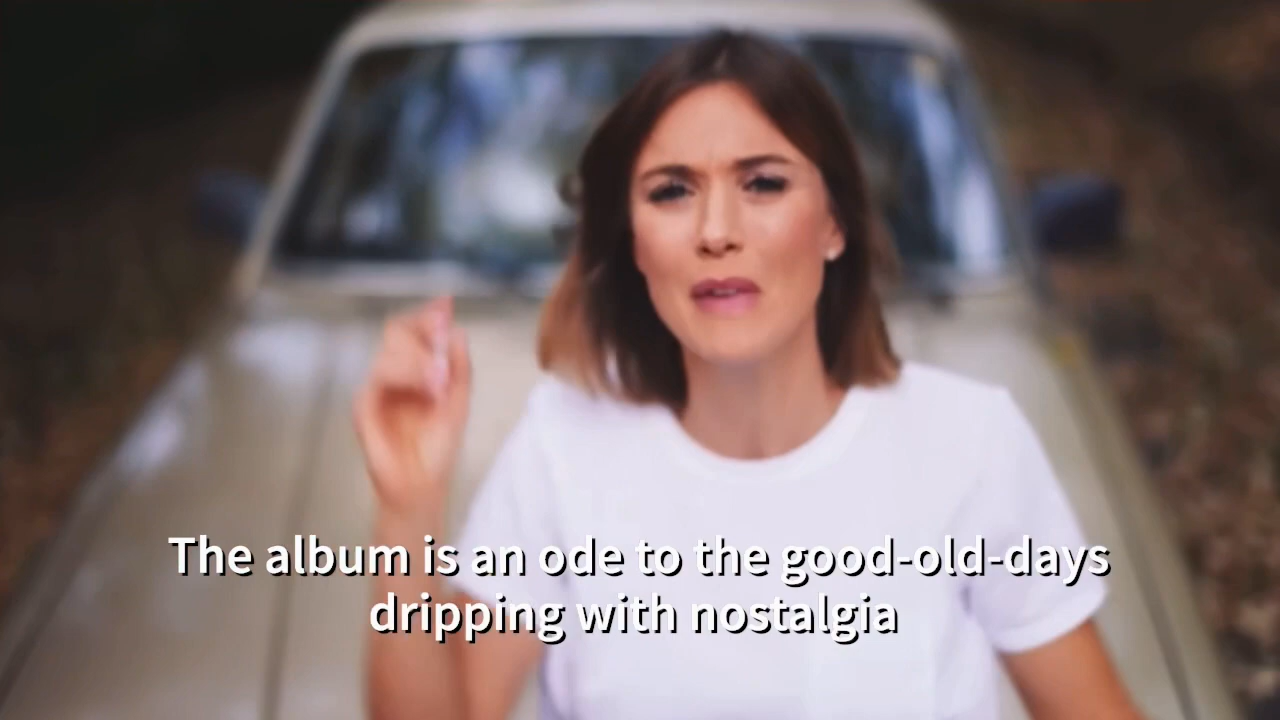 The album is an ode to the good-old-days
dripping with nostalgia